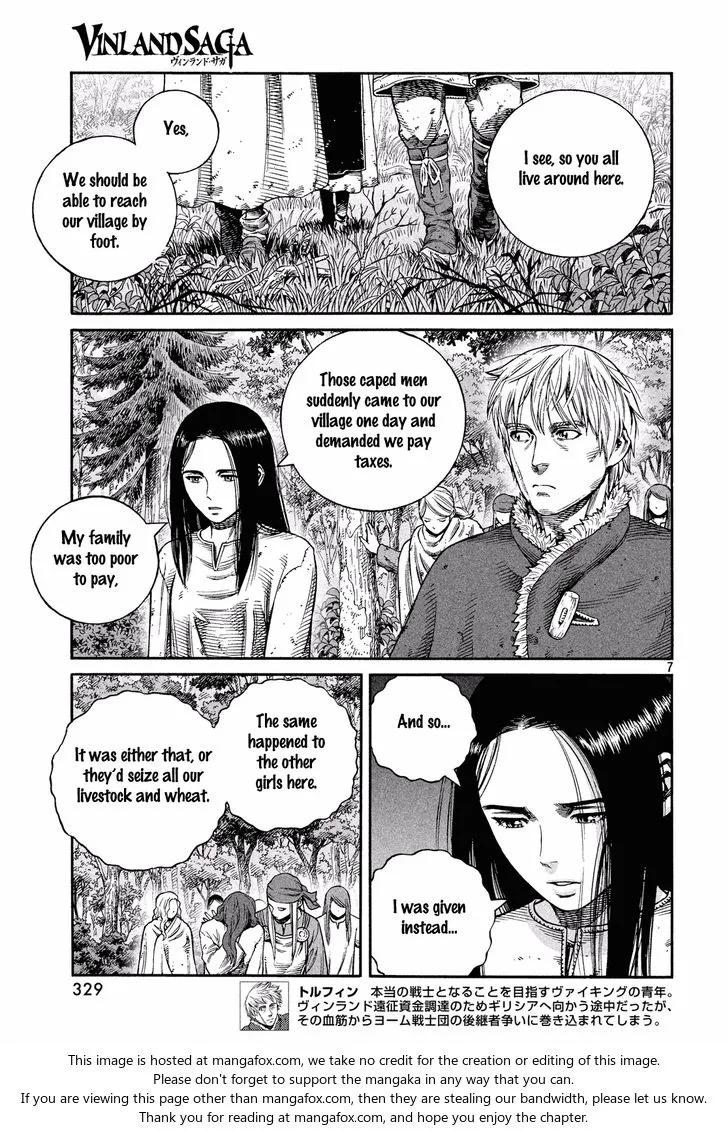 VINLAND SAGA
ヴィンランド・サガ
I see, so you all
live around here.
Yes,
We should be
able to reach
our village by
foot.
Those caped men
suddenly came to our
village one day and
demanded we pay
taxes.
My family
was too poor
to pay,
7
And so...
I was given
instead...
The same
happened to
the other
girls here.
It was either that, or
they'd seize all our
livestock and wheat.
329
トルフィン 本当の戦士となることを目指すヴァイキングの青年。
ヴィンランド遠征資金調達のためギリシアへ向かう途中だったが、
その血筋からヨーム戦士団の後継者争いに巻き込まれてしまう。
This image is hosted at mangafox.com, we take no credit for the creation or editing of this image.
Please don't forget to support the mangaka in any way that you can.
If you are viewing this page other than mangafox.com, then they are stealing our bandwidth, please let us know.
Thank you for reading at mangafox.com, and hope you enjoy the chapter.